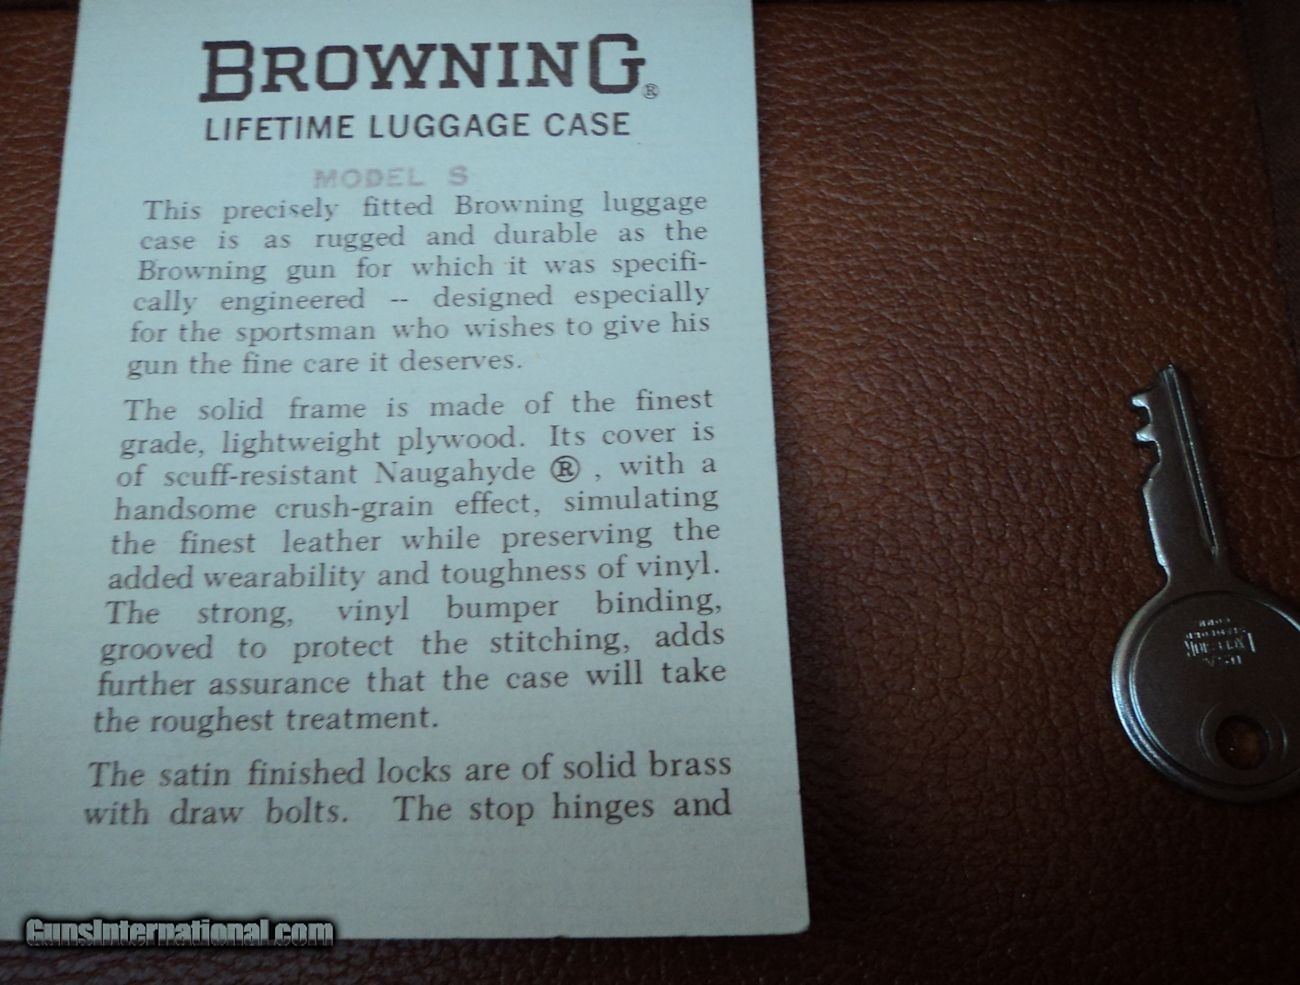 BROWNING®
LIFETIME LUGGAGE CASE
MODEL S
This precisely fitted Browning luggage
case is as rugged and durable as the
Browning gun for which it was specifi-
cally engineered -- designed especially
for the sportsman who wishes to give his
gun the fine care it deserves.
The solid frame is made of the finest
grade, lightweight plywood. Its cover is
of scuff-resistant Naugahyde ® , with a
handsome crush-grain effect, simulating
the finest leather while preserving the
added wearability and toughness of vinyl.
The strong, vinyl bumper binding,
grooved to protect the stitching, adds
further assurance that the case will take
the roughest treatment.
The satin finished locks are of solid brass
with draw bolts. The stop hinges and
GunsInternational.com